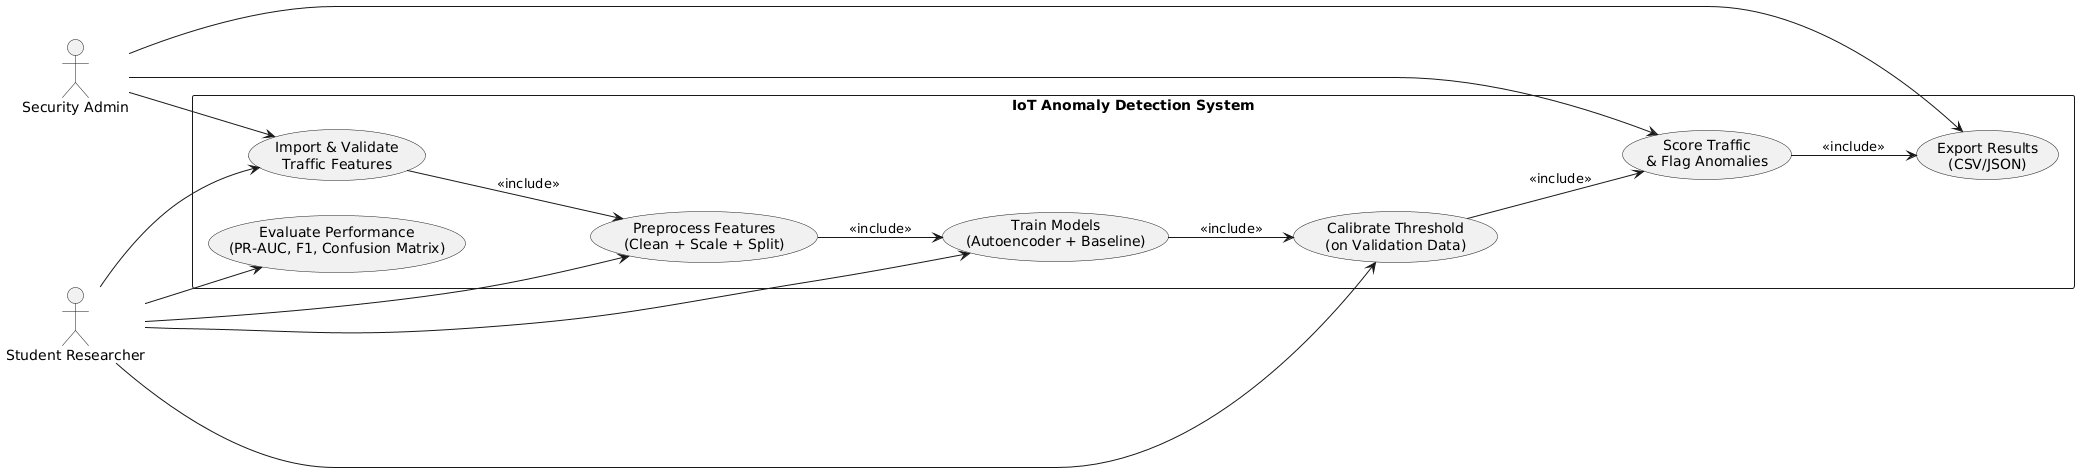 IoT Anomaly Detection System
Security Admin
Student Researcher
Import & Validate
Traffic Features
Evaluate Performance
(PR-AUC, F1, Confusion Matrix)
«include»
Preprocess Features
(Clean + Scale + Split)
«include»
Train Models
(Autoencoder + Baseline)
«include»
Calibrate Threshold
(on Validation Data)
«include»
Score Traffic
& Flag Anomalies
«include»
Export Results
(CSV/JSON)